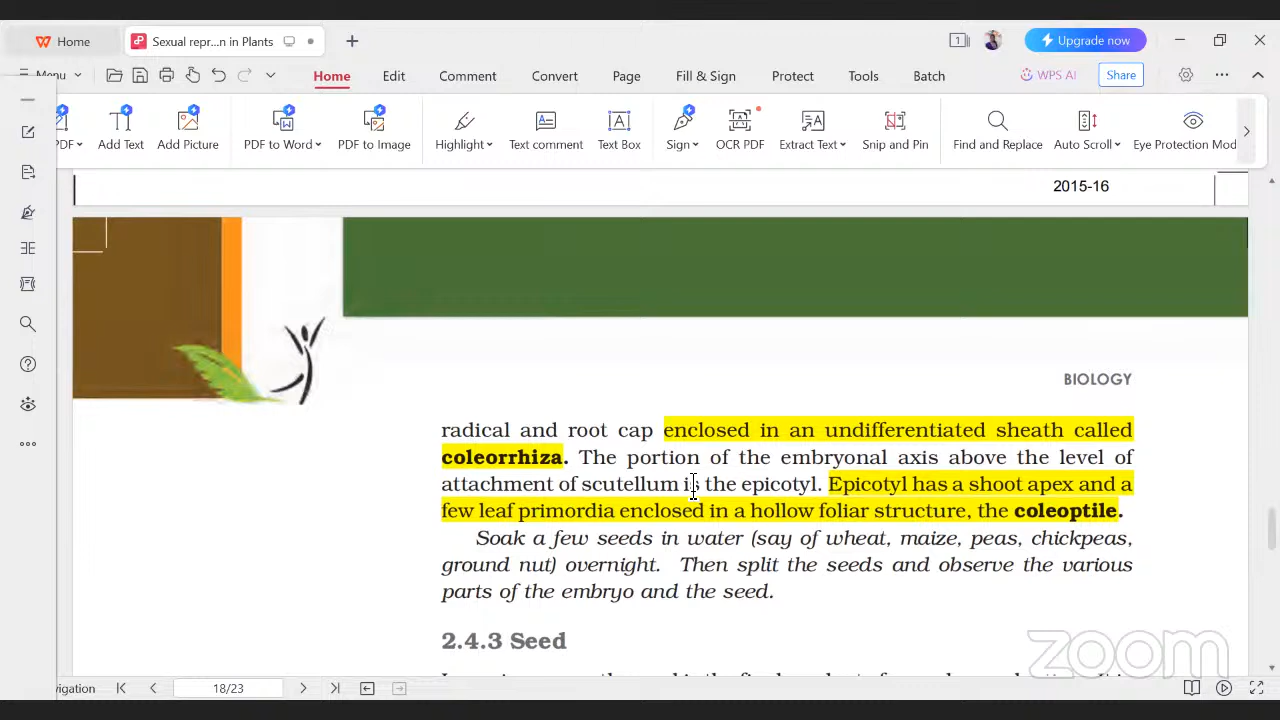 Home
Sexual repr...n in Plants
1
Upgrade now
Menu
Home
Edit
Comment
Convert
Page
Fill & Sign
Protect
Tools
Batch
WPS AI
Share
PDF
Add Text
Add Picture
PDF to Word
PDF to Image
Highlight
Text comment
Text Box
Sign
OCR PDF
Extract Text
Snip and Pin
Find and Replace
Auto Scroll
Eye Protection Mod
2015-16
BIOLOGY
radical and root cap enclosed in an undifferentiated sheath called
coleorrhiza. The portion of the embryonal axis above the level of
attachment of scutellum is the epicotyl. Epicotyl has a shoot apex and a
few leaf primordia enclosed in a hollow foliar structure, the coleoptile.
Soak a few seeds in water (say of wheat, maize, peas, chickpeas,
ground nut) overnight. Then split the seeds and observe the various
parts of the embryo and the seed.
2.4.3 Seed
zoom
vigation
18/23